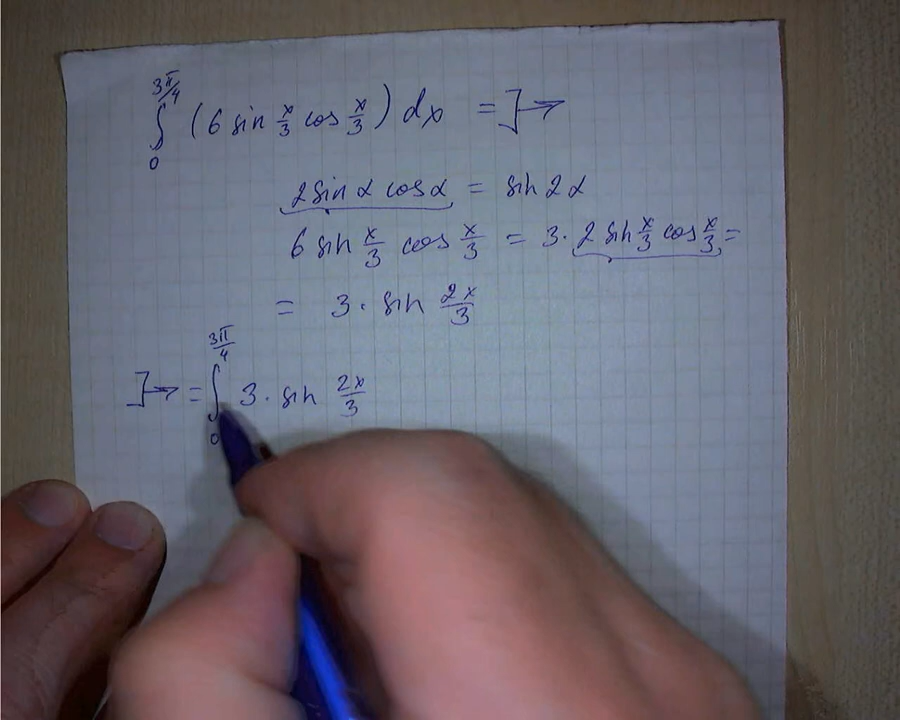 ∫₀^{3π/4} (6 sin x/3 cos x/3) dx =]→
2 sin α cos α = sin 2α
6 sin x/3 cos x/3 = 3 · 2 sin x/3 cos x/3 =
= 3 · sin 2x/3
]→ = ∫₀^{3π/4} 3 · sin 2x/3